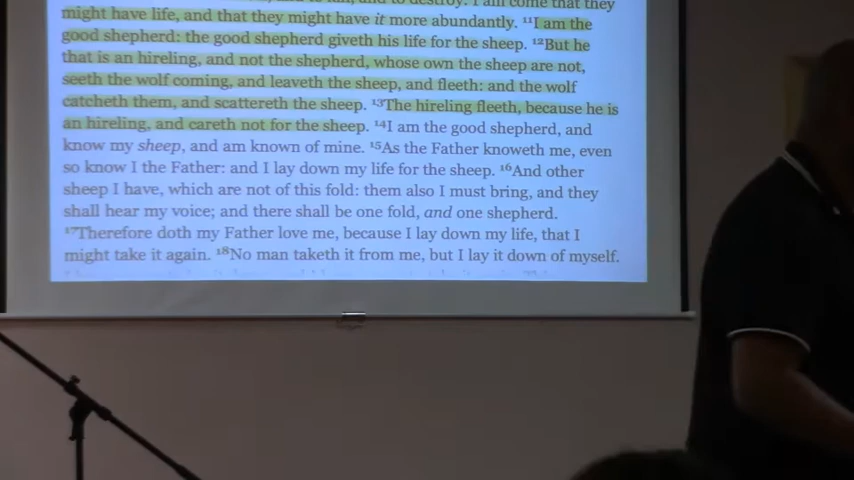 to destroy: I am come that they
might have life, and that they might have it more abundantly. ¹¹I am the
good shepherd: the good shepherd giveth his life for the sheep. ¹²But he
that is an hireling, and not the shepherd, whose own the sheep are not,
seeth the wolf coming, and leaveth the sheep, and fleeth: and the wolf
catcheth them, and scattereth the sheep. ¹³The hireling fleeth, because he is
an hireling, and careth not for the sheep. ¹⁴I am the good shepherd, and
know my sheep, and am known of mine. ¹⁵As the Father knoweth me, even
so know I the Father: and I lay down my life for the sheep. ¹⁶And other
sheep I have, which are not of this fold: them also I must bring, and they
shall hear my voice; and there shall be one fold, and one shepherd.
¹⁷Therefore doth my Father love me, because I lay down my life, that I
might take it again. ¹⁸No man taketh it from me, but I lay it down of myself.